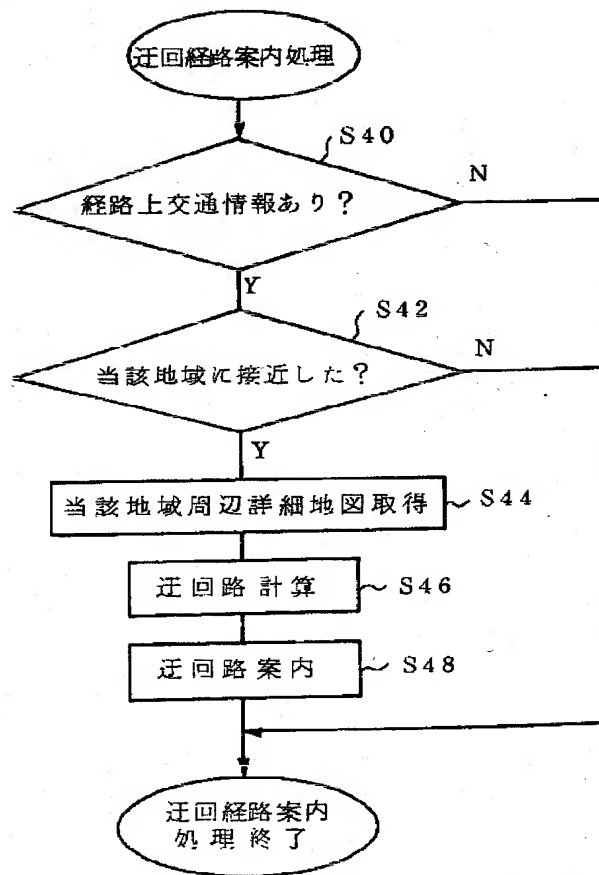 迂回経路案内処理
S40
N
経路上交通情報あり？
Y
S42
N
当該地域に接近した？
Y
当該地域周辺詳細地図取得
S44
迂回路計算
S46
迂回路案内
S48
迂回経路案内
処理終了